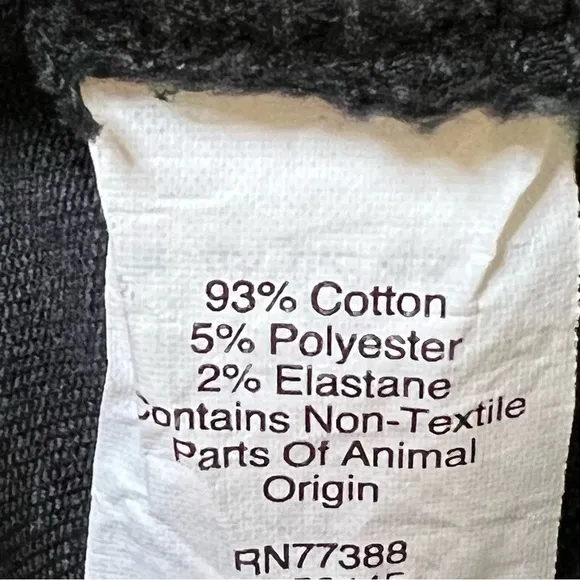 93% Cotton
5% Polyester
2% Elastane
Contains Non-Textile
Parts Of Animal
Origin
RN77388